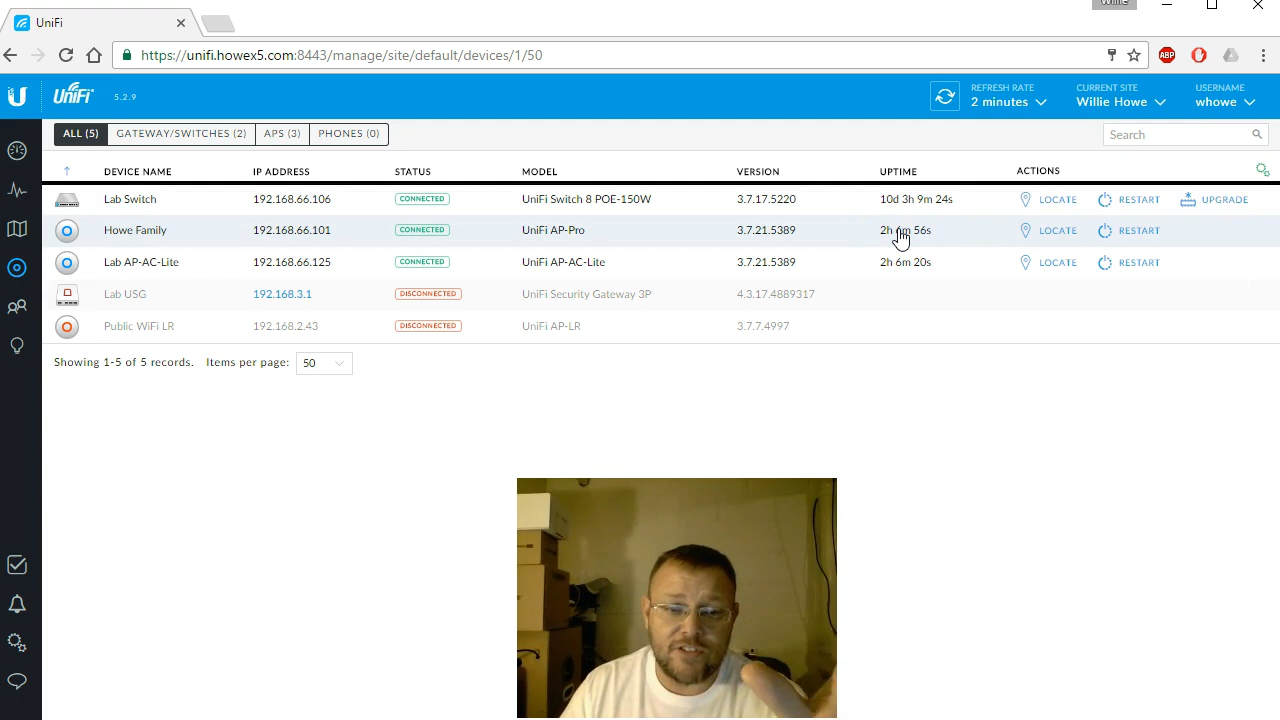 UniFi
Willie
https://unifi.howex5.com:8443/manage/site/default/devices/1/50
ABP
U UniFi 5.2.9
REFRESH RATE
2 minutes
CURRENT SITE
Willie Howe
USERNAME
whowe
ALL (5) GATEWAY/SWITCHES (2) APS (3) PHONES (0)
Search
DEVICE NAME IP ADDRESS STATUS MODEL VERSION UPTIME ACTIONS
Lab Switch 192.168.66.106 CONNECTED UniFi Switch 8 POE-150W 3.7.17.5220 10d 3h 9m 24s LOCATE RESTART UPGRADE
Howe Family 192.168.66.101 CONNECTED UniFi AP-Pro 3.7.21.5389 2h 56s LOCATE RESTART
Lab AP-AC-Lite 192.168.66.125 CONNECTED UniFi AP-AC-Lite 3.7.21.5389 2h 6m 20s LOCATE RESTART
Lab USG 192.168.3.1 DISCONNECTED UniFi Security Gateway 3P 4.3.17.4889317
Public WiFi LR 192.168.2.43 DISCONNECTED UniFi AP-LR 3.7.7.4997
Showing 1-5 of 5 records. Items per page: 50